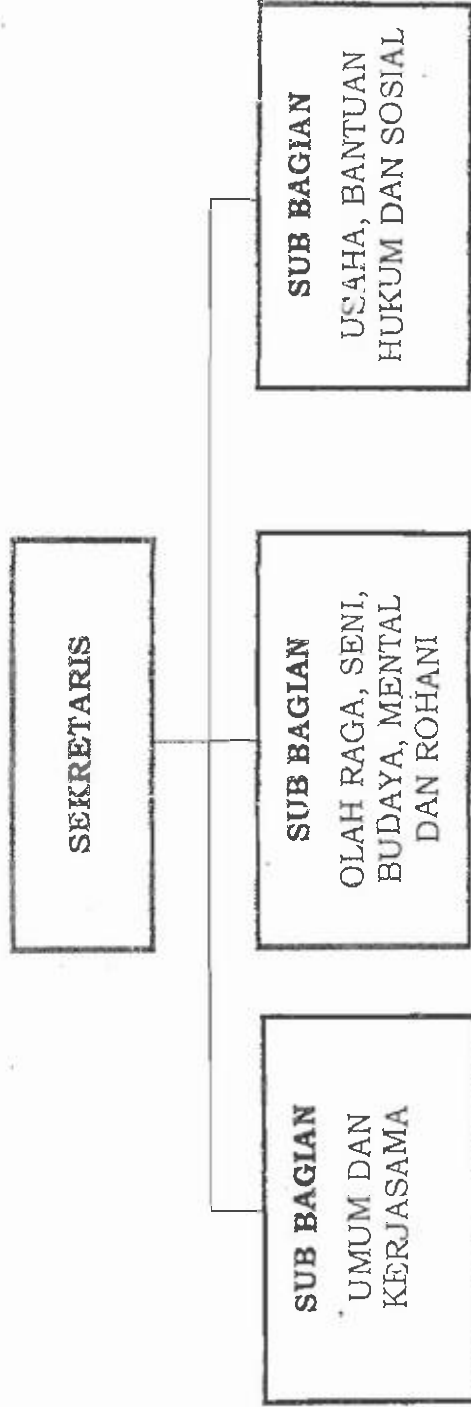 SEKRETARIS
SUB BAGIAN
UMUM DAN
KERJASAMA
SUB BAGIAN
OLAH RAGA, SENI,
BUDAYA, MENTAL
DAN ROHANI
SUB BAGIAN
USAHA, BANTUAN
HUKUM DAN SOSIAL